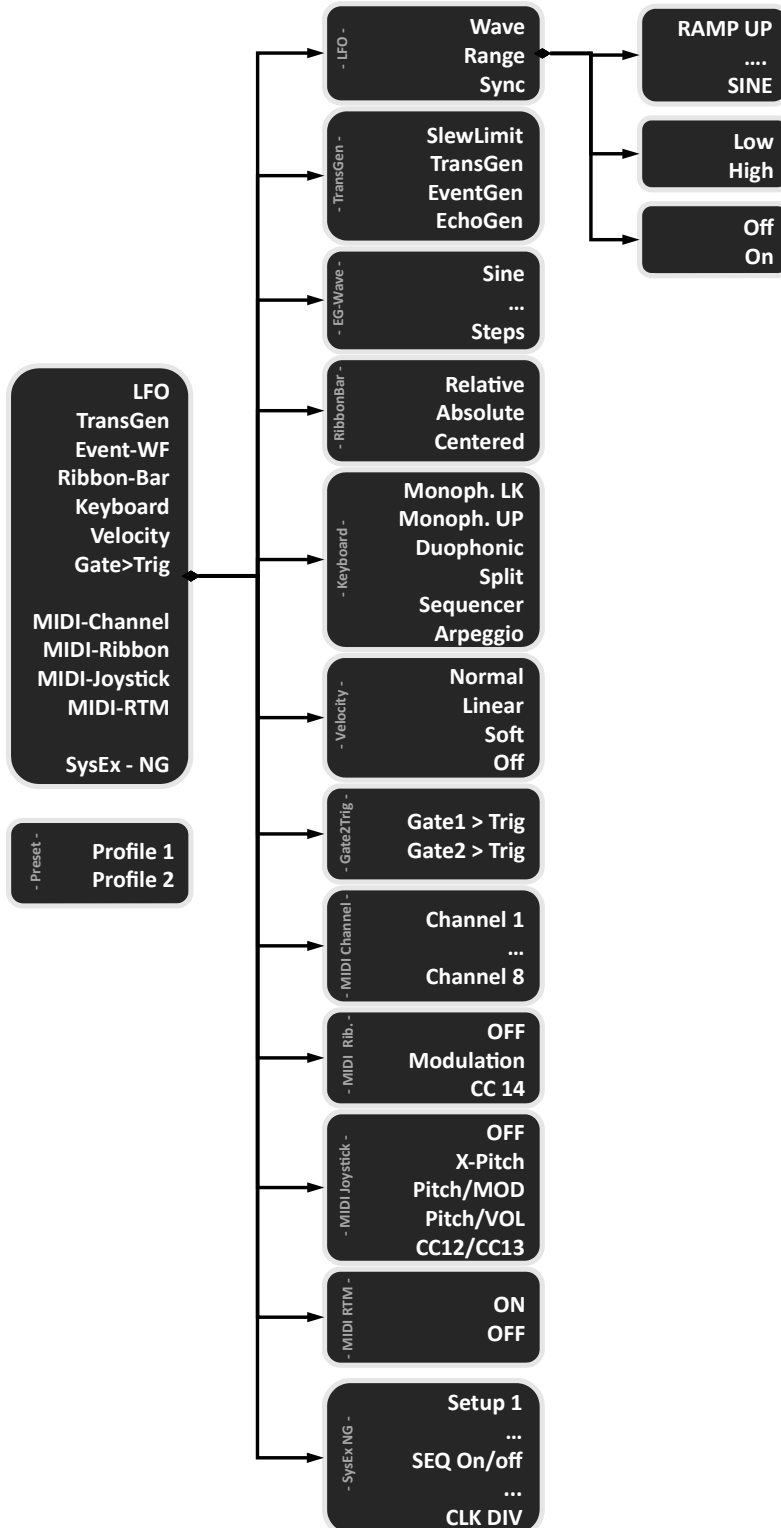 LFO
TransGen
Event-WF
Ribbon-Bar
Keyboard
Velocity
Gate>Trig
MIDI-Channel
MIDI-Ribbon
MIDI-Joystick
MIDI-RTM
SysEx - NG
- Preset -
Profile 1
Profile 2
- LFO -
Wave
Range
Sync
RAMP UP
....
SINE
Low
High
Off
On
- TransGen -
SlewLimit
TransGen
EventGen
EchoGen
- EG-Wave -
Sine
...
Steps
- RibbonBar -
Relative
Absolute
Centered
- Keyboard -
Monoph. LK
Monoph. UP
Duophonic
Split
Sequencer
Arpeggio
- Velocity -
Normal
Linear
Soft
Off
- Gate2Trig -
Gate1 > Trig
Gate2 > Trig
- MIDI Channel-
Channel 1
...
Channel 8
- MIDI Rib. -
OFF
Modulation
CC 14
- MIDI Joystick -
OFF
X-Pitch
Pitch/MOD
Pitch/VOL
CC12/CC13
- MIDI RTM -
ON
OFF
- SysEx NG -
Setup 1
...
SEQ On/off
...
CLK DIV